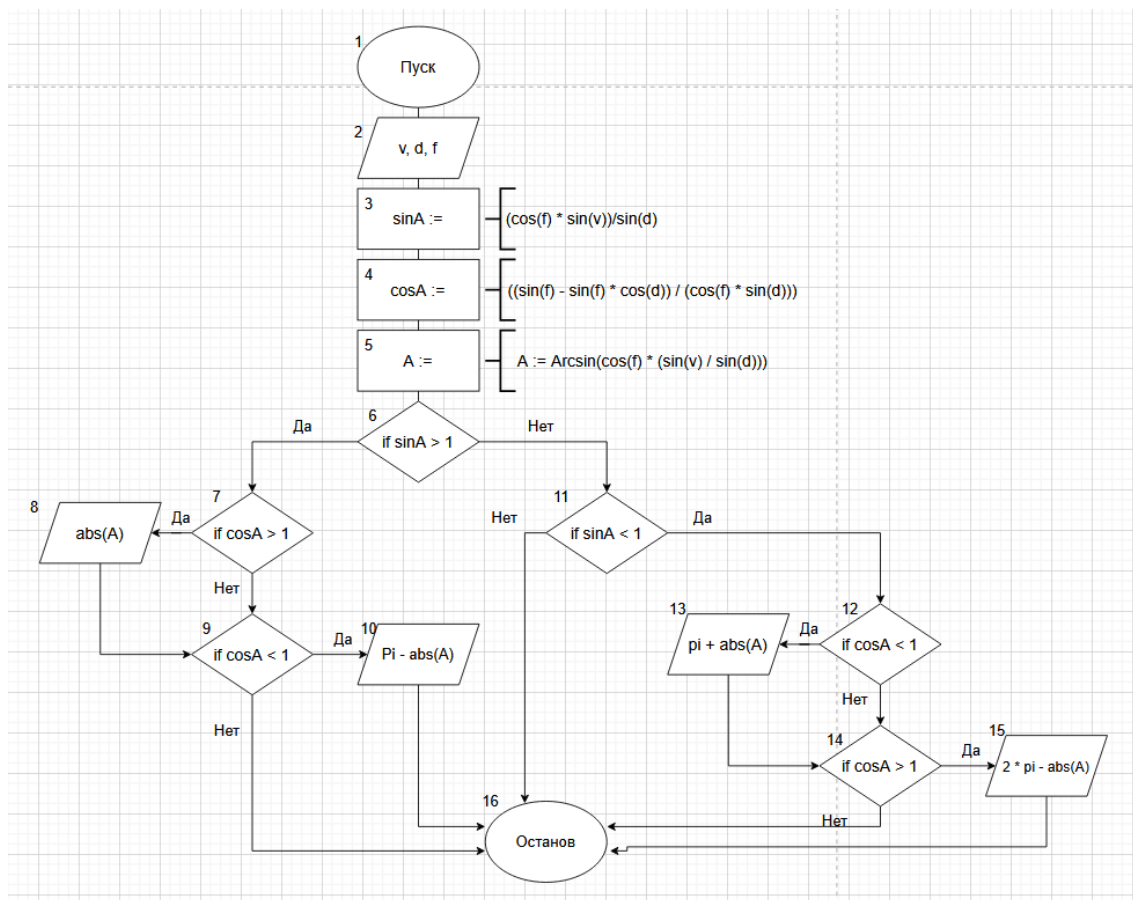 1
Пуск
2
v, d, f
3
sinA :=
(cos(f) * sin(v))/sin(d)
4
cosA :=
((sin(f) - sin(f) * cos(d)) / (cos(f) * sin(d)))
5
A :=
A := Arcsin(cos(f) * (sin(v) / sin(d)))
6
Да
if sinA > 1
Нет
7
if cosA > 1
Да
8
abs(A)
Нет
9
if cosA < 1
Да
10
Pi - abs(A)
Нет
11
Нет
if sinA < 1
Да
12
if cosA < 1
Да
13
pi + abs(A)
Нет
14
if cosA > 1
Да
15
2 * pi - abs(A)
Нет
16
Останов